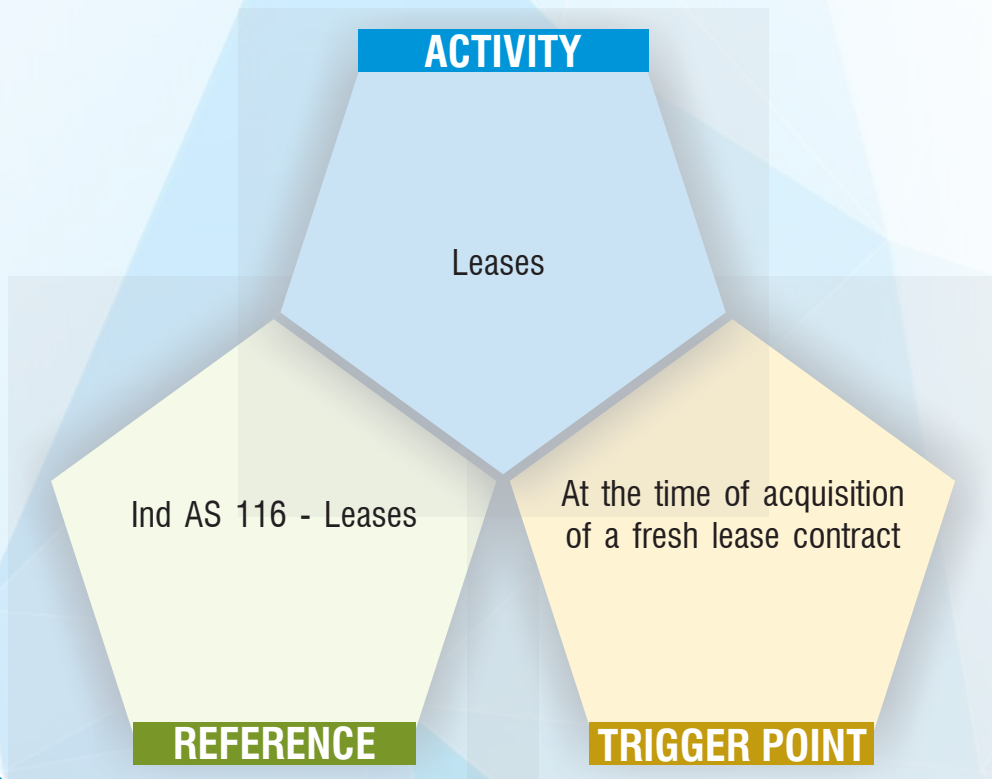 ACTIVITY
Leases
Ind AS 116 - Leases
REFERENCE
At the time of acquisition
of a fresh lease contract
TRIGGER POINT